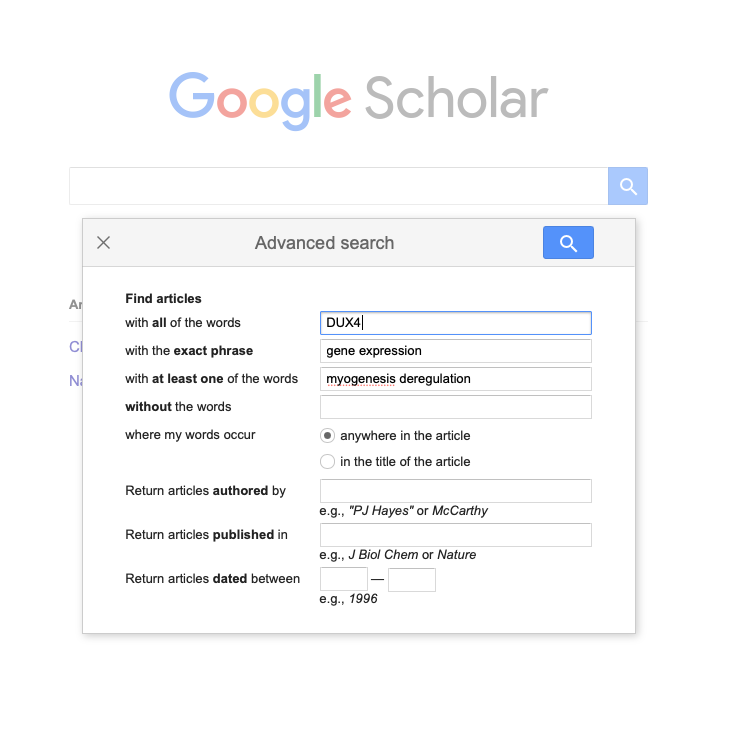 Google Scholar
Advanced search
Find articles
with all of the words DUX4
with the exact phrase gene expression
with at least one of the words myogenesis deregulation
without the words
where my words occur anywhere in the article
in the title of the article
Return articles authored by
e.g., "PJ Hayes" or McCarthy
Return articles published in
e.g., J Biol Chem or Nature
Return articles dated between —
e.g., 1996